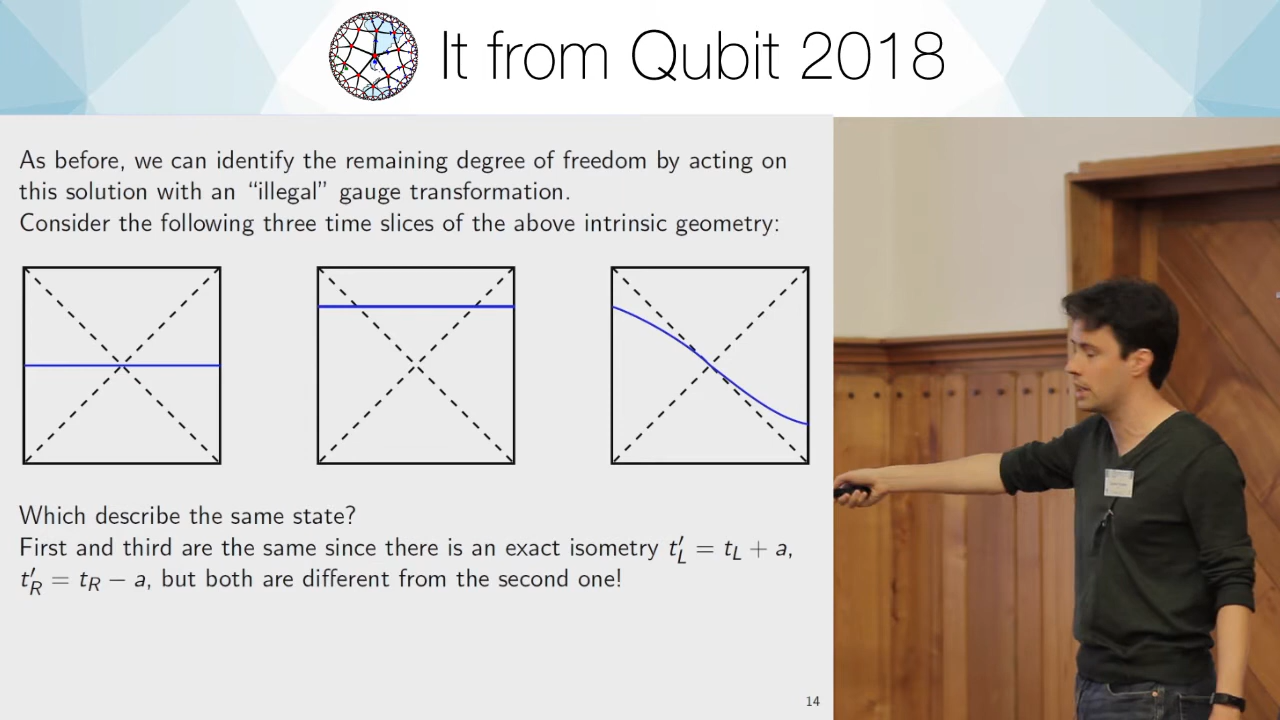 It from Qubit 2018
As before, we can identify the remaining degree of freedom by acting on
this solution with an “illegal” gauge transformation.
Consider the following three time slices of the above intrinsic geometry:
Which describe the same state?
First and third are the same since there is an exact isometry t′_L = t_L + a,
t′_R = t_R − a, but both are different from the second one!
14